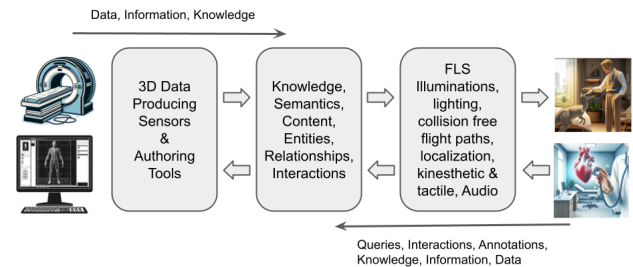 Data, Information, Knowledge
3D Data
Producing
Sensors
&
Authoring
Tools
Knowledge,
Semantics,
Content,
Entities,
Relationships,
Interactions
FLS
Illuminations,
lighting,
collision free
flight paths,
localization,
kinesthetic &
tactile, Audio
Queries, Interactions, Annotations,
Knowledge, Information, Data